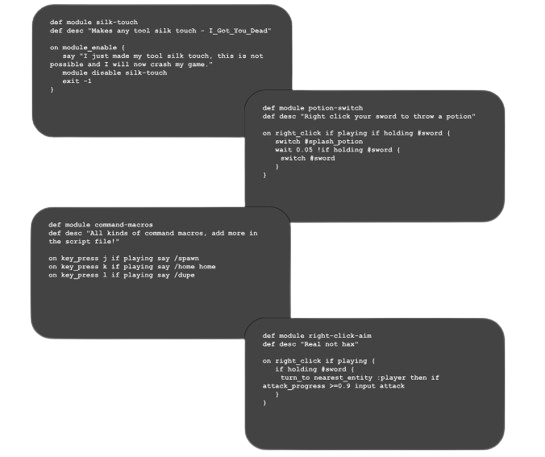 def module silk-touch
def desc "Makes any tool silk touch - I_Got_You_Dead"
on module_enable {
say "I just made my tool silk touch, this is not
possible and I will now crash my game."
module disable silk-touch
exit -1
}
def module potion-switch
def desc "Right click your sword to throw a potion"
on right_click if playing if holding #sword {
switch #splash_potion
wait 0.05 !if holding #sword {
switch #sword
}
}
def module command-macros
def desc "All kinds of command macros, add more in
the script file!"
on key_press j if playing say /spawn
on key_press k if playing say /home home
on key_press l if playing say /dupe
def module right-click-aim
def desc "Real not hax"
on right_click if playing {
if holding #sword {
turn_to nearest_entity :player then if
attack_progress >=0.9 input attack
}
}